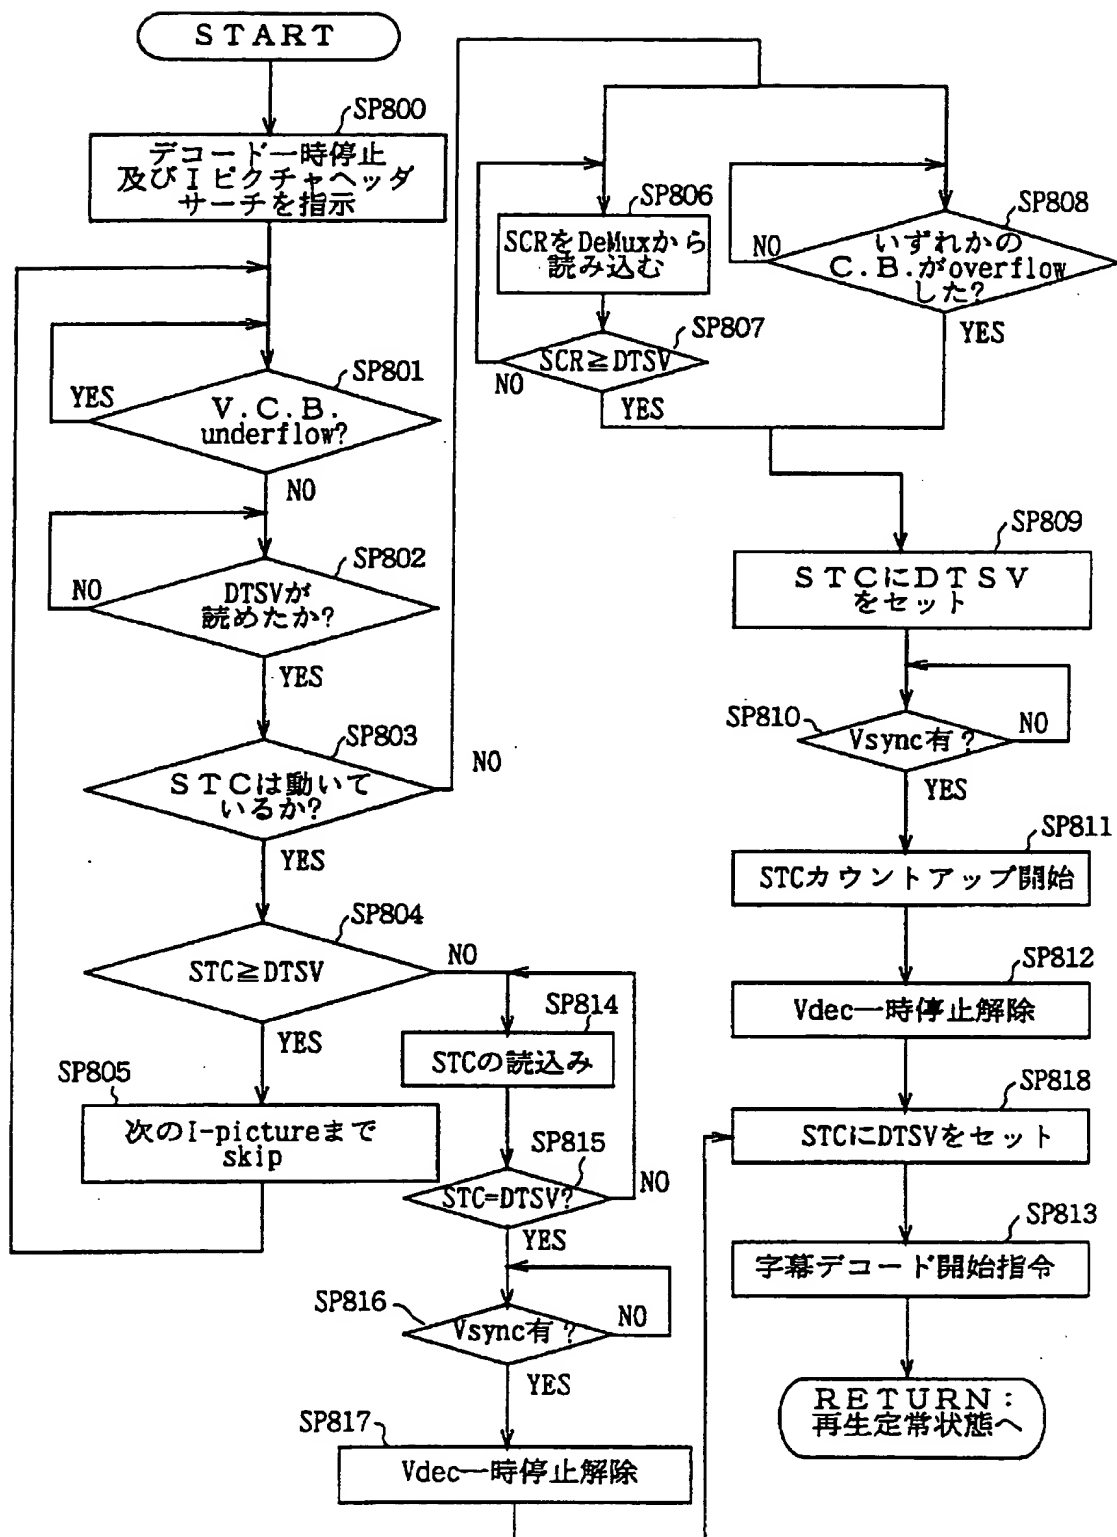 START
SP800
デコード一時停止
及びIピクチャヘッダ
サーチを指示
SP801
YES
V.C.B.
underflow?
NO
SP802
NO
DTSVが
読めたか?
YES
SP803
NO
STCは動いて
いるか?
YES
SP804
NO
STC≧DTSV
YES
SP805
次のI-pictureまで
skip
SP814
STCの読込み
SP815
STC=DTSV?
NO
YES
SP816
Vsync有?
NO
YES
SP817
Vdec一時停止解除
SP806
SCRをDeMuxから
読み込む
SP807
SCR≧DTSV
NO
YES
SP808
NO
いずれかの
C.B.がoverflow
した?
YES
SP809
STCにDTSV
をセット
SP810
Vsync有?
NO
YES
SP811
STCカウントアップ開始
SP812
Vdec一時停止解除
SP818
STCにDTSVをセット
SP813
字幕デコード開始指令
RETURN:
再生定常状態へ